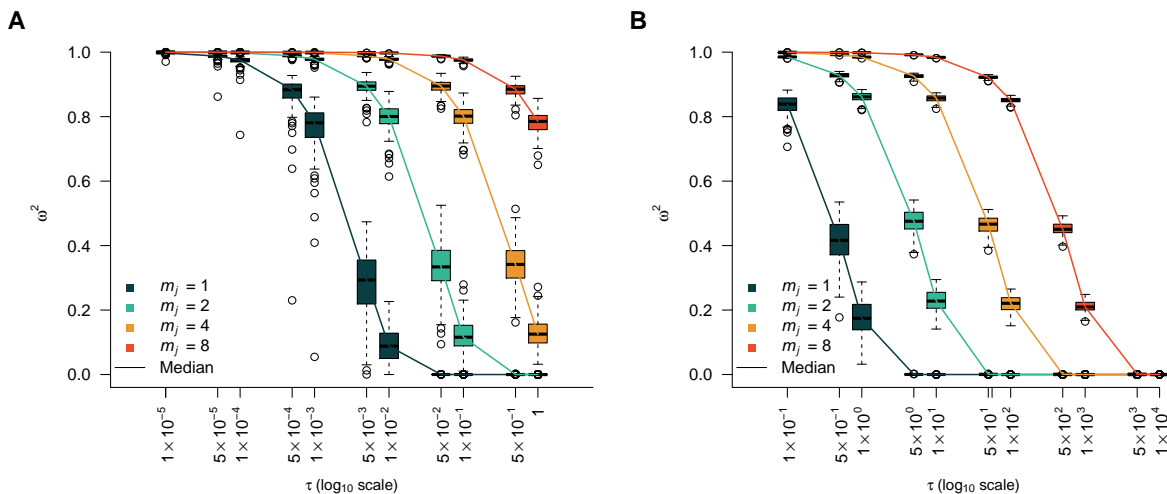 A
1.0
0.8
0.6
0.4
0.2
0.0
ω²
m_j = 1
m_j = 2
m_j = 4
m_j = 8
Median
1 × 10⁻⁵
5 × 10⁻⁵
1 × 10⁻⁴
5 × 10⁻⁴
1 × 10⁻³
5 × 10⁻³
1 × 10⁻²
5 × 10⁻²
1 × 10⁻¹
5 × 10⁻¹
1
τ (log₁₀ scale)
B
1.0
0.8
0.6
0.4
0.2
0.0
ω²
m_j = 1
m_j = 2
m_j = 4
m_j = 8
Median
1 × 10⁻¹
5 × 10⁻¹
1 × 10⁰
5 × 10⁰
1 × 10¹
5 × 10¹
1 × 10²
5 × 10²
1 × 10³
5 × 10³
1 × 10⁴
τ (log₁₀ scale)